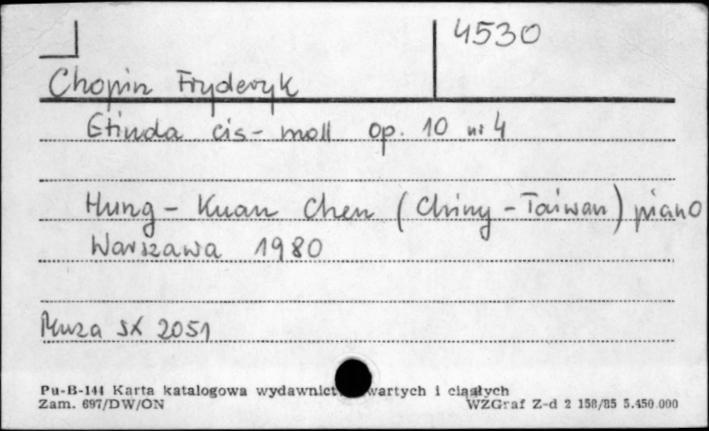 4530
Chopin Fryderyk
Etiuda cis-moll op. 10 nr 4
Hung-Kuan Chen (Chiny-Taiwan) piano
Warszawa 1980
Muza SX 2051
Pu-B-144 Karta katalogowa wydawnict wartych i ciągłych
Zam. 697/DW/ON WZGraf Z-d 2 158/85 5.450.000